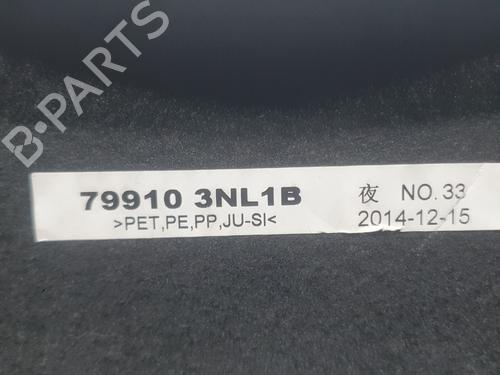 B-PARTS
79910 3NL1B 夜 NO.33
>PET,PE,PP,JU-SI< 2014-12-15